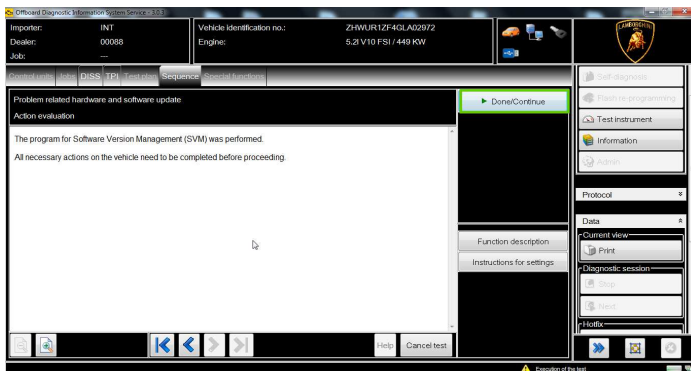 Offboard Diagnostic Information System Service - 3.0.3
Importer: INT
Dealer: 00088
Job: ---
Vehicle identification no.: ZHWUR1ZF4GLA02972
Engine: 5.2l V10 FSI / 449 KW
LAMBORGHINI
Control units Jobs DISS TPI Test plan Sequence Special functions
Problem related hardware and software update
Action evaluation
The program for Software Version Management (SVM) was performed.
All necessary actions on the vehicle need to be completed before proceeding.
Done/Continue
Function description
Instructions for settings
Help
Cancel test
Self-diagnosis
Flash re-programming
Test instrument
Information
Admin
Protocol
Data
Current view
Print
Diagnostic session
Stop
Next
Hotfix
Execution of the test